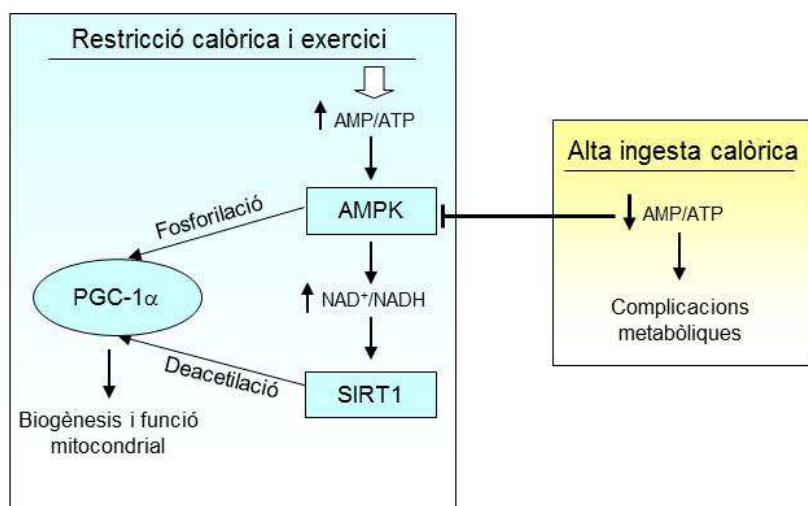 Restricció calòrica i exercici
AMP/ATP
AMPK
Fosforilació
PGC-1α
NAD⁺/NADH
Deacetilació
SIRT1
Biogènesis i funció
mitocondrial
Alta ingesta calòrica
AMP/ATP
Complicacions
metabòliques